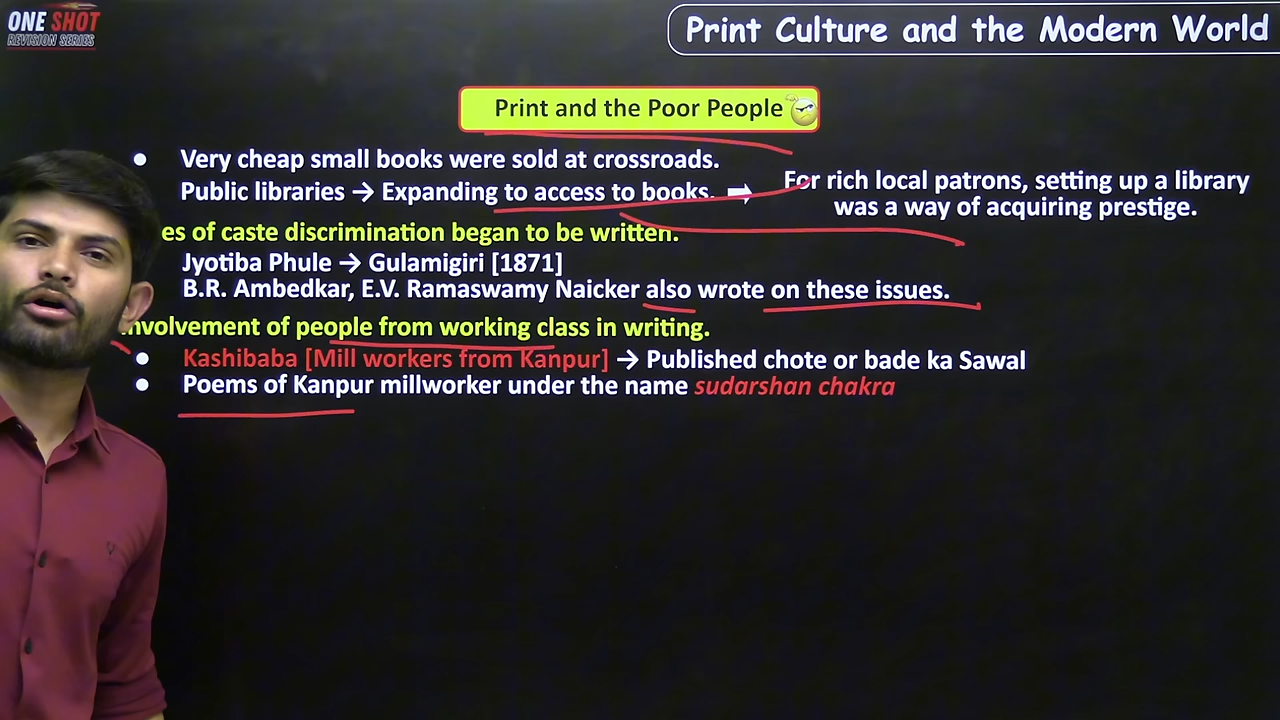 ONE SHOT
REVISION SERIES
Print Culture and the Modern World
Print and the Poor People
● Very cheap small books were sold at crossroads.
Public libraries → Expanding to access to books. ➡ For rich local patrons, setting up a library
was a way of acquiring prestige.
es of caste discrimination began to be written.
Jyotiba Phule → Gulamigiri [1871]
B.R. Ambedkar, E.V. Ramaswamy Naicker also wrote on these issues.
nvolvement of people from working class in writing.
● Kashibaba [Mill workers from Kanpur] → Published chote or bade ka Sawal
● Poems of Kanpur millworker under the name sudarshan chakra